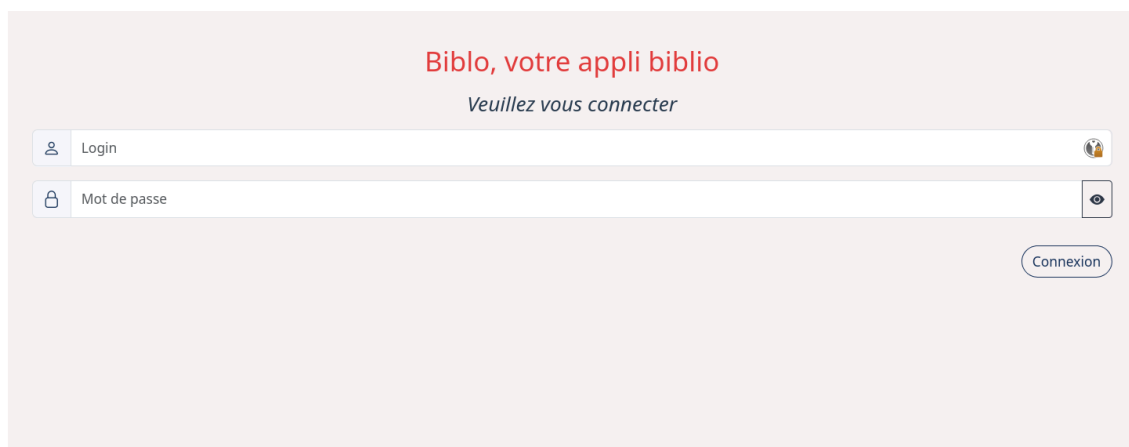 Biblo, votre appli biblio
Veuillez vous connecter
Login
Mot de passe
Connexion